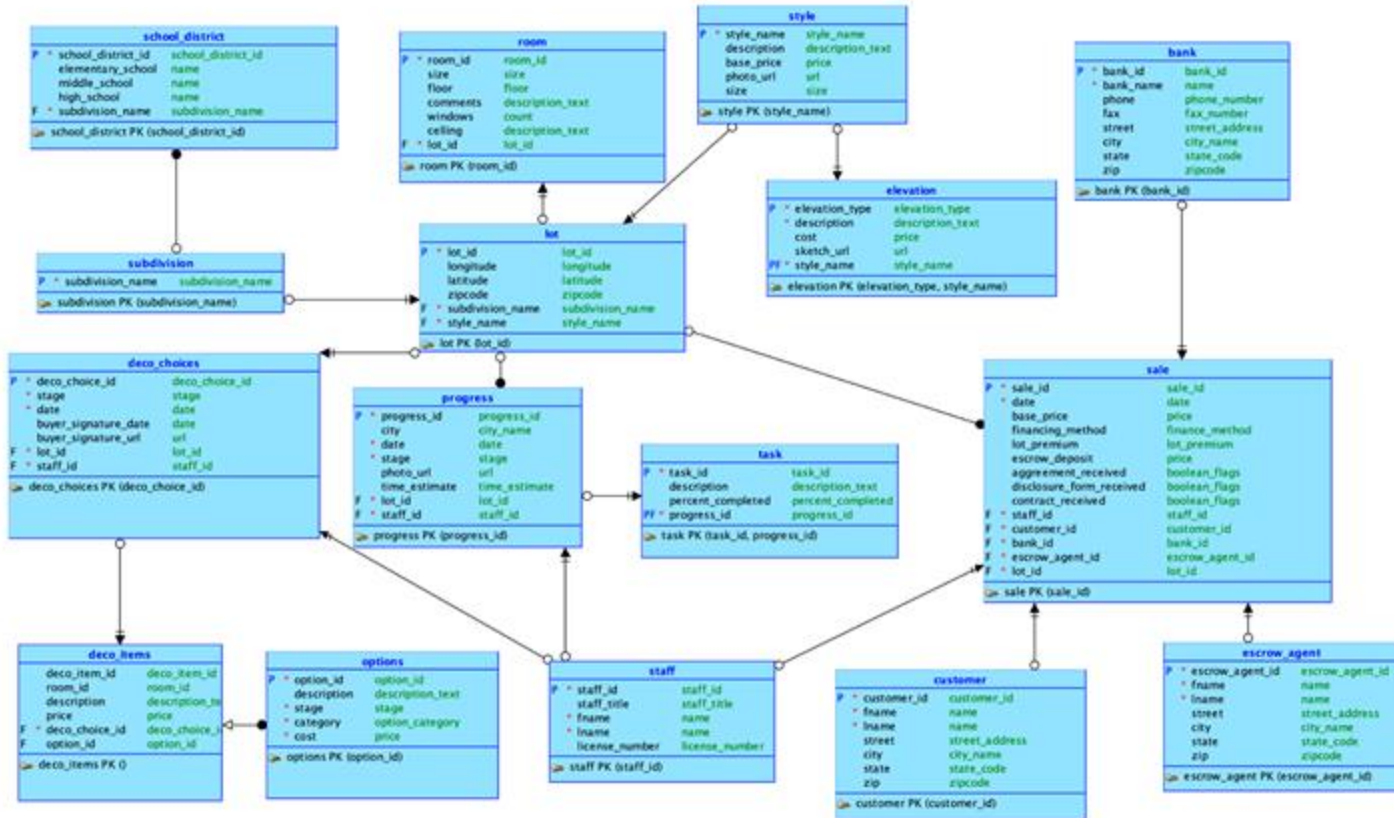 school_district
P * school_district_id school_district_id
elementary_school name
middle_school name
high_school name
F * subdivision_name subdivision_name
school_district PK (school_district_id)
room
P * room_id room_id
size size
floor floor
comments description_text
windows count
celling description_text
F * lot_id lot_id
room PK (room_id)
style
P * style_name style_name
description description_text
base_price price
photo_url url
size size
style PK (style_name)
bank
P * bank_id bank_id
* bank_name name
phone phone_number
fax fax_number
street street_address
city city_name
state state_code
zip zipcode
bank PK (bank_id)
elevation
P * elevation_type elevation_type
* description description_text
cost price
sketch_url url
PF * style_name style_name
elevation PK (elevation_type, style_name)
subdivision
P * subdivision_name subdivision_name
subdivision PK (subdivision_name)
lot
P * lot_id lot_id
longitude longitude
latitude latitude
zipcode zipcode
F * subdivision_name subdivision_name
F * style_name style_name
lot PK (lot_id)
deco_choices
P * deco_choice_id deco_choice_id
* stage stage
* date date
buyer_signature_date date
buyer_signature_url url
F * lot_id lot_id
F * staff_id staff_id
deco_choices PK (deco_choice_id)
progress
P * progress_id progress_id
city city_name
* date date
* stage stage
photo_url url
time_estimate time_estimate
F * lot_id lot_id
F * staff_id staff_id
progress PK (progress_id)
task
P * task_id task_id
description description_text
percent_completed percent_completed
PF * progress_id progress_id
task PK (task_id, progress_id)
sale
P * sale_id sale_id
* date date
base_price price
financing_method finance_method
lot_premium lot_premium
escrow_deposit price
aggreement_received boolean_flags
disclosure_form_received boolean_flags
contract_received boolean_flags
F * staff_id staff_id
F * customer_id customer_id
F * bank_id bank_id
F * escrow_agent_id escrow_agent_id
F * lot_id lot_id
sale PK (sale_id)
deco_items
deco_item_id deco_item_id
room_id room_id
description description_te
price price
F * deco_choice_id deco_choice_i
F * option_id option_id
deco_items PK ()
options
P * option_id option_id
description description_text
* stage stage
* category option_category
* cost price
options PK (option_id)
staff
P * staff_id staff_id
staff_title staff_title
* fname name
* lname name
license_number license_number
staff PK (staff_id)
customer
P * customer_id customer_id
* fname name
* lname name
street street_address
city city_name
state state_code
zip zipcode
customer PK (customer_id)
escrow_agent
P * escrow_agent_id escrow_agent_id
* fname name
* lname name
street street_address
city city_name
state state_code
zip zipcode
escrow_agent PK (escrow_agent_id)